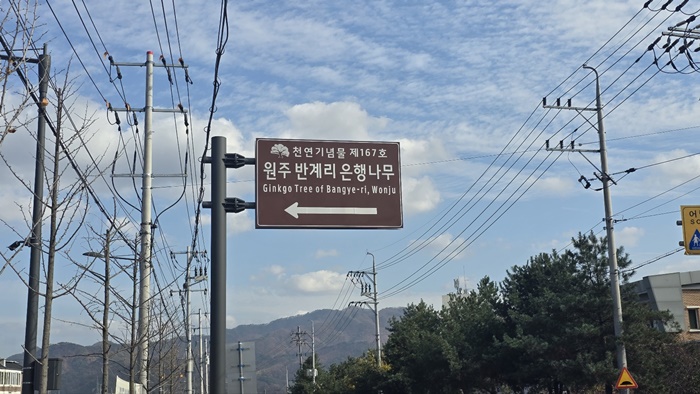 천연기념물 제167호
원주 반계리 은행나무
Ginkgo Tree of Bangye-ri, Wonju